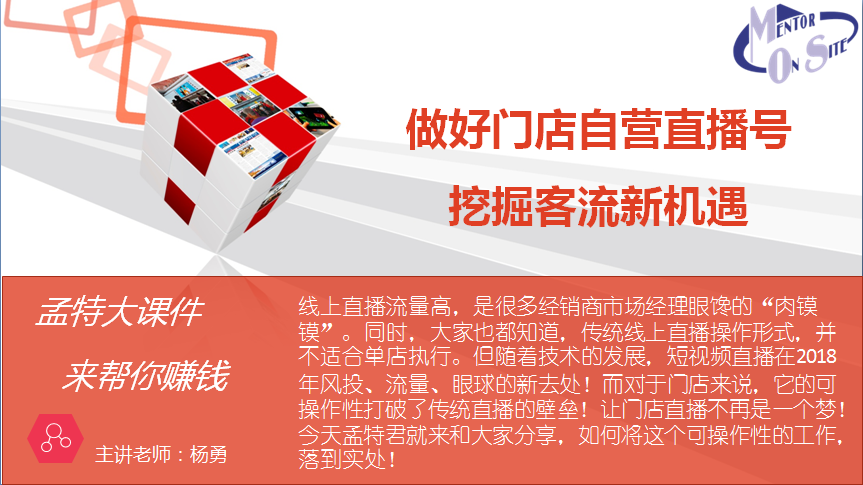 MENTOR
ON SITE
做好门店自营直播号
挖掘客流新机遇
孟特大课件
来帮你赚钱
主讲老师：杨勇
线上直播流量高，是很多经销商市场经理眼馋的“肉馍
馍”。同时，大家也都知道，传统线上直播操作形式，并
不适合单店执行。但随着技术的发展，短视频直播在2018
年风投、流量、眼球的新去处！而对于门店来说，它的可
操作性打破了传统直播的壁垒！让门店直播不再是一个梦！
今天孟特君就来和大家分享，如何将这个可操作性的工作，
落到实处！